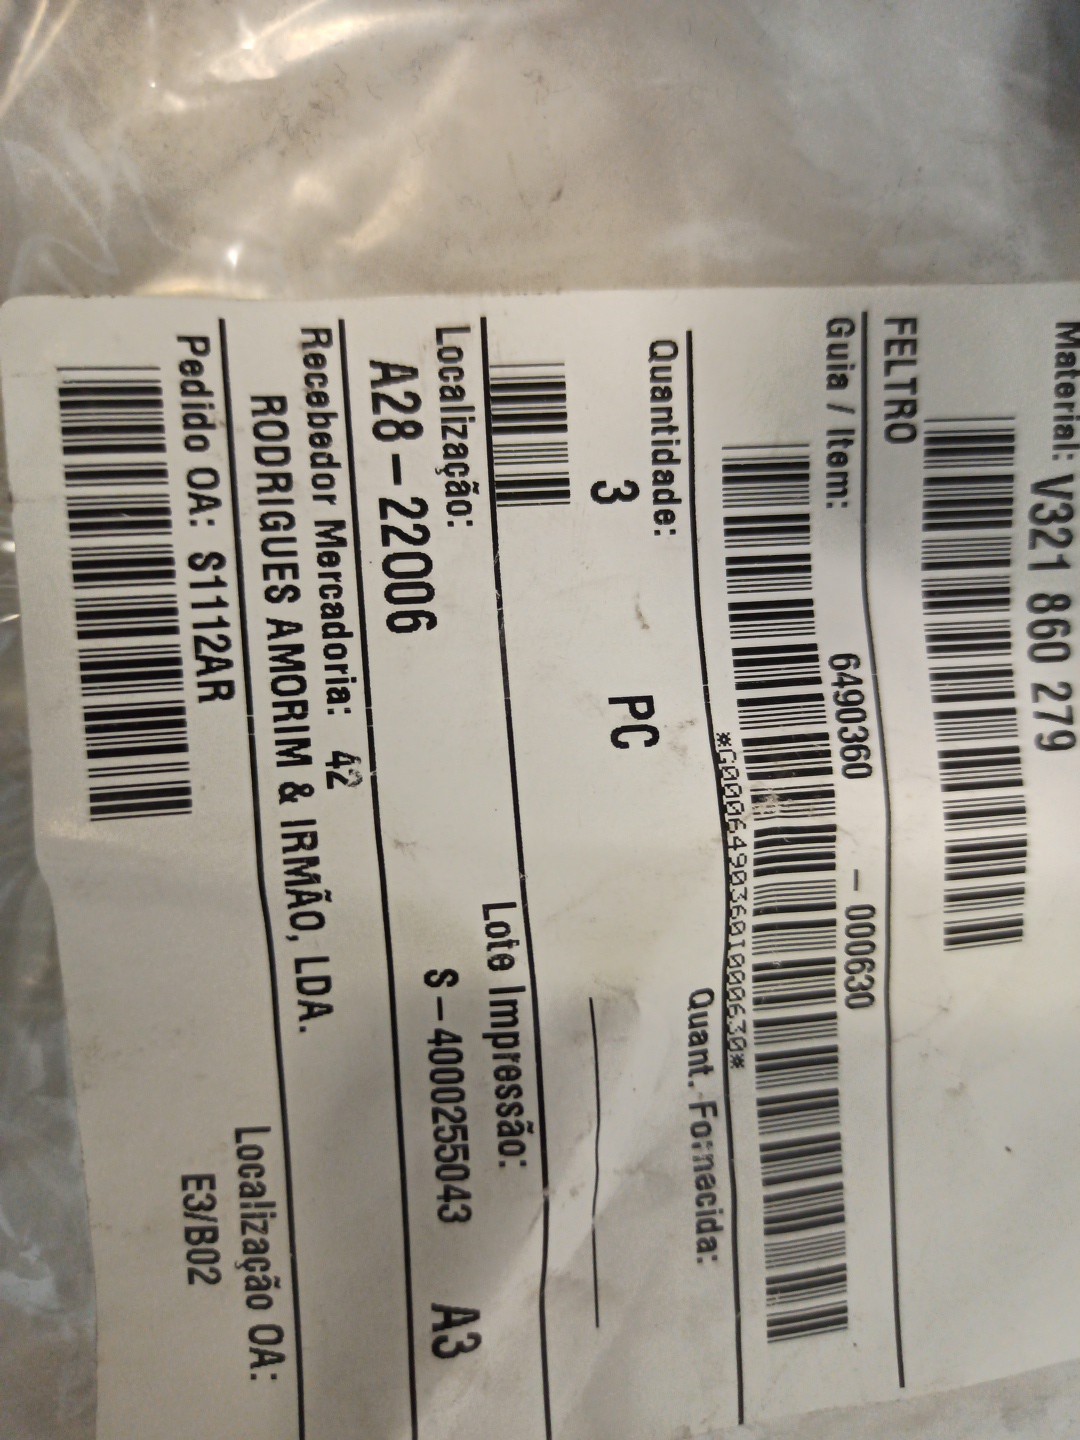 Material: V321 860 279
FELTRO
Guia / Item: 6490360 - 000630
*G0006490360I000630*
Quantidade: Quant. Fornecida:
3 PC
Localização: Lote Impressão:
A28-22006 S-4000255043 A3
Recebedor Mercadoria: 42
RODRIGUES AMORIM & IRMÃO, LDA.
Localização OA:
Pedido OA: S1112AR E3/B02